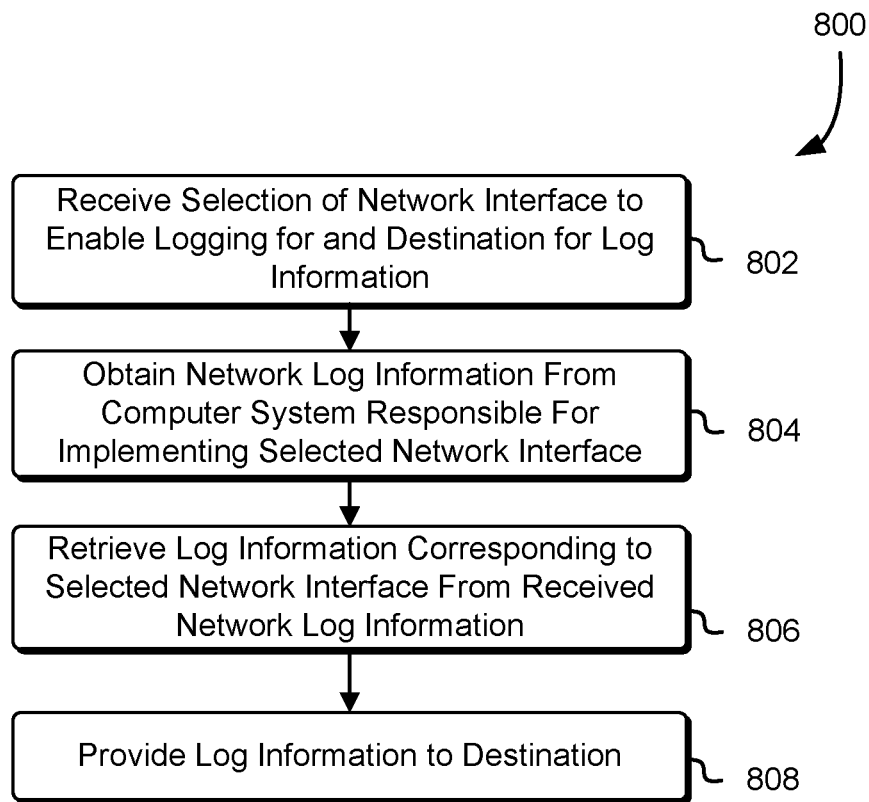 800
Receive Selection of Network Interface to
Enable Logging for and Destination for Log
Information
802
Obtain Network Log Information From
Computer System Responsible For
Implementing Selected Network Interface
804
Retrieve Log Information Corresponding to
Selected Network Interface From Received
Network Log Information
806
Provide Log Information to Destination
808